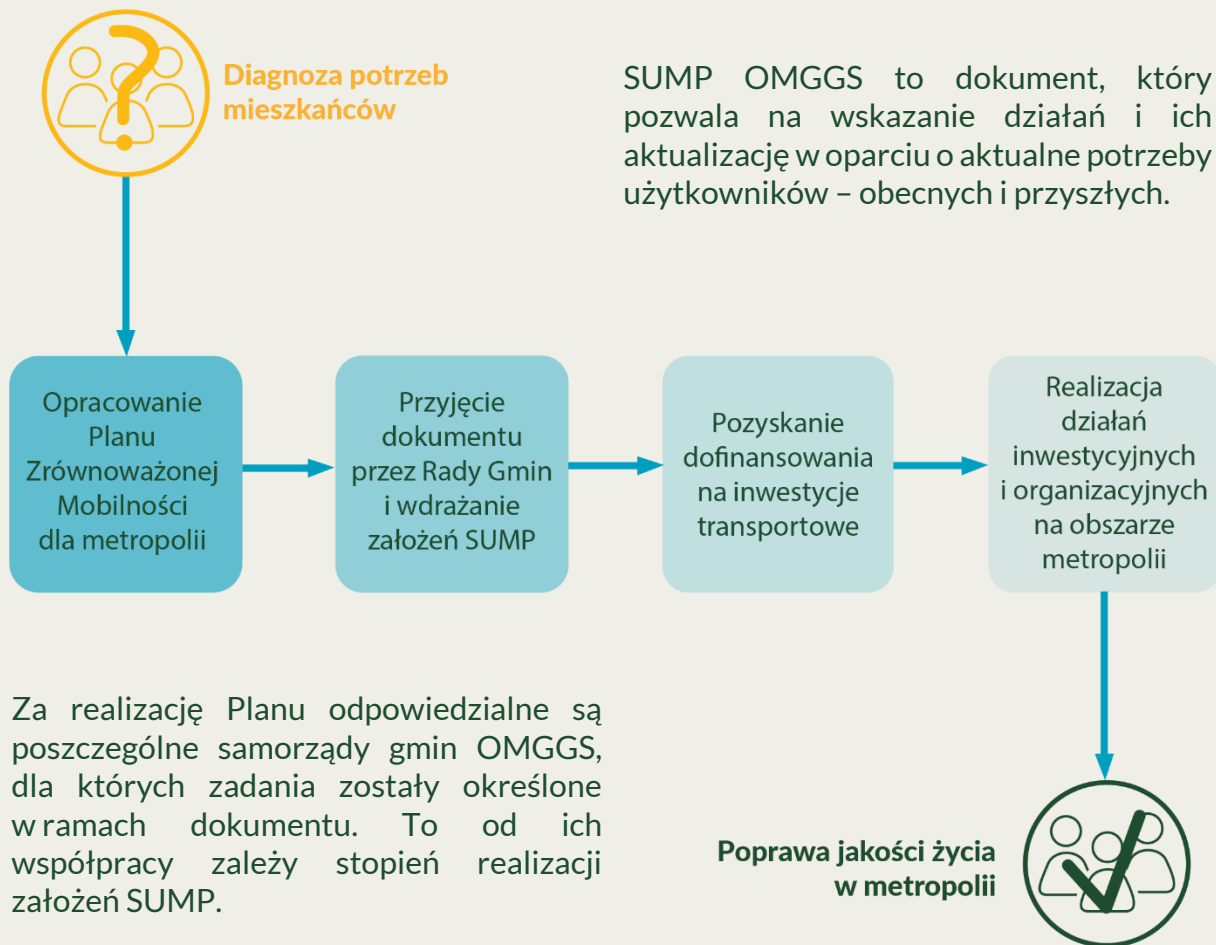 Diagnoza potrzeb
mieszkańców
SUMP OMGGS to dokument, który
pozwala na wskazanie działań i ich
aktualizację w oparciu o aktualne potrzeby
użytkowników – obecnych i przyszłych.
Opracowanie
Planu
Zrównoważonej
Mobilności
dla metropolii
Przyjęcie
dokumentu
przez Rady Gmin
i wdrażanie
założeń SUMP
Pozyskanie
dofinansowania
na inwestycje
transportowe
Realizacja
działań
inwestycyjnych
i organizacyjnych
na obszarze
metropolii
Za realizację Planu odpowiedzialne są
poszczególne samorządy gmin OMGGS,
dla których zadania zostały określone
w ramach dokumentu. To od ich
współpracy zależy stopień realizacji
założeń SUMP.
Poprawa jakości życia
w metropolii